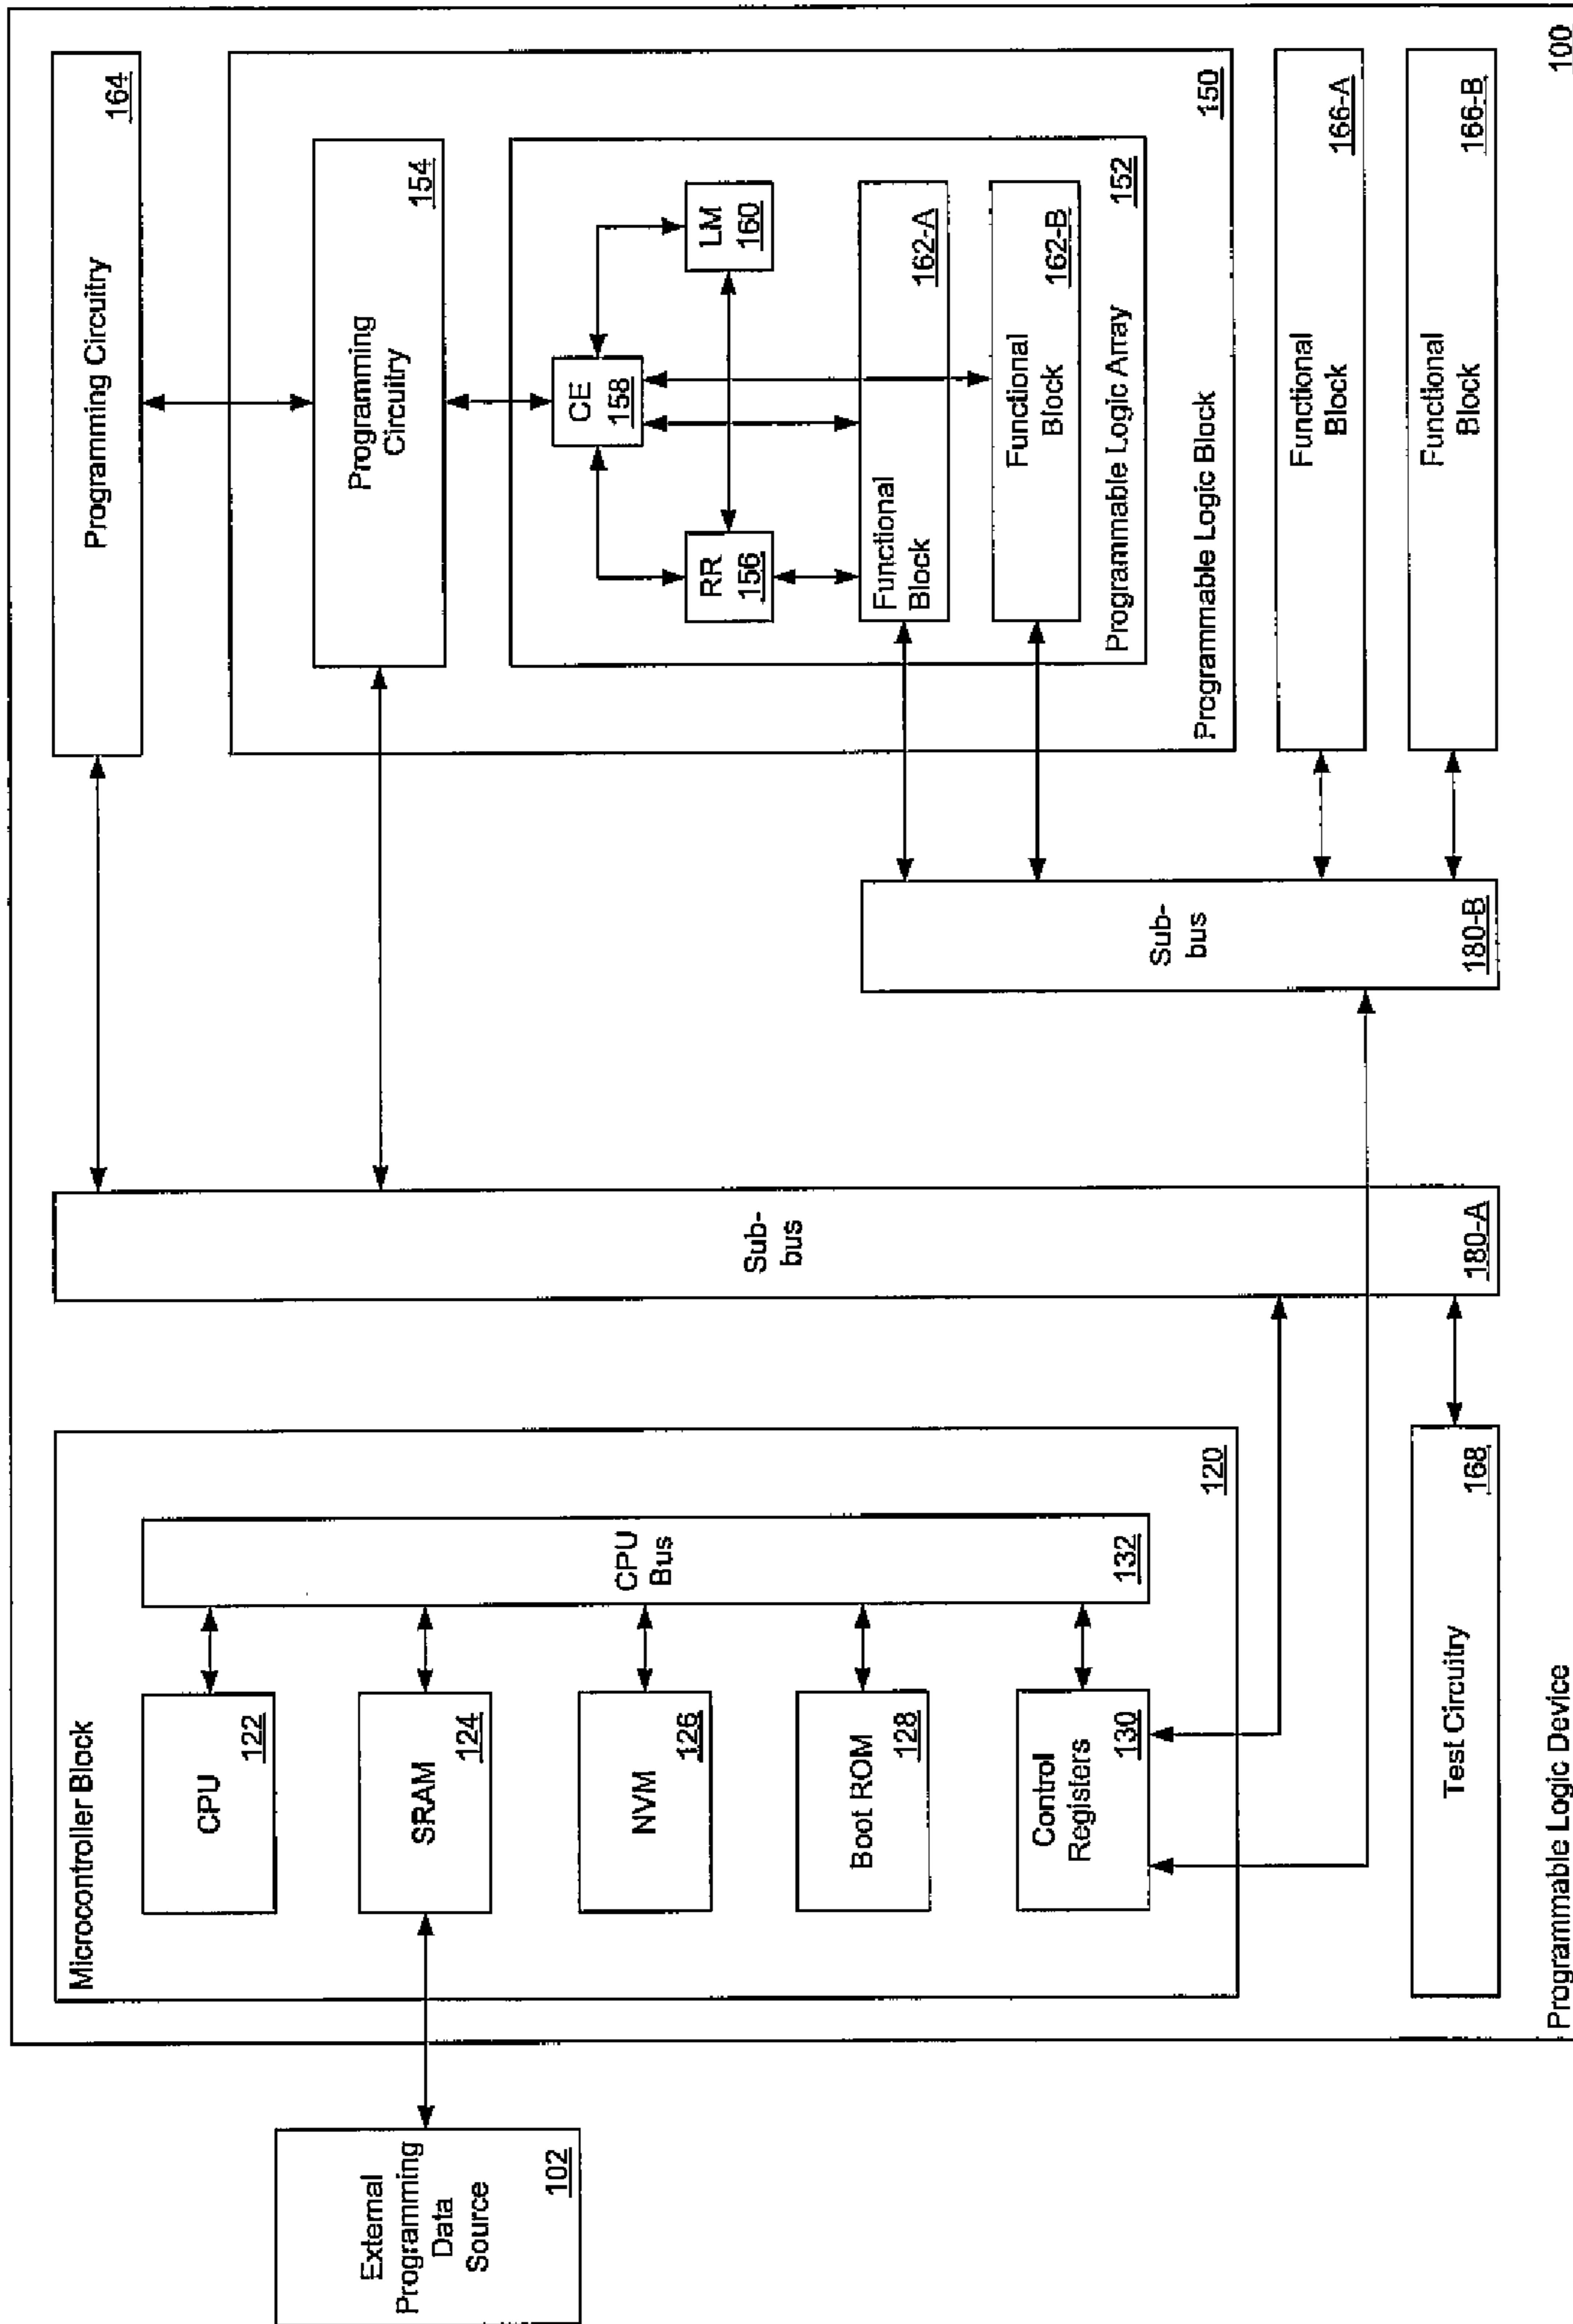 External
Programming
Data
Source
102
Microcontroller Block
CPU
122
SRAM
124
NVM
126
Boot ROM
128
Control
Registers
130
CPU
Bus
132
120
Test Circuitry
168
Sub-
bus
180-A
Sub-
bus
180-B
Programming Circuitry
164
Programming
Circuitry
154
CE
158
LM
160
RR
156
Functional
Block
162-A
Functional
Block
162-B
Programmable Logic Array
152
Programmable Logic Block
150
Functional
Block
166-A
Functional
Block
166-B
Programmable Logic Device
100